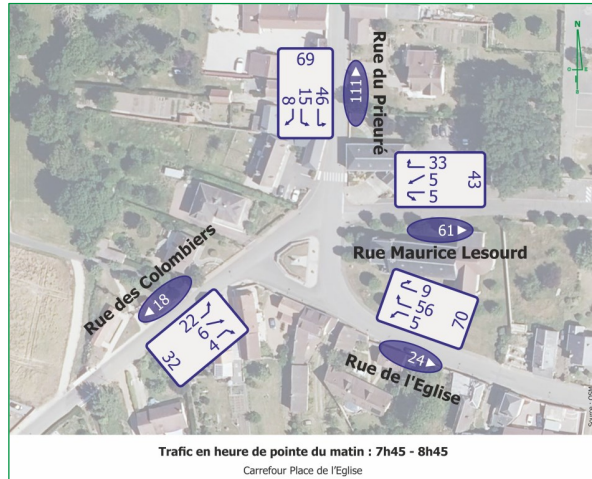 N
69
46
15
8
111
Rue du Prieuré
33
5
5
43
61
Rue Maurice Lesourd
Rue des Colombiers
18
22
6
4
32
9
56
5
70
24
Rue de l'Eglise
Source : OSN
Trafic en heure de pointe du matin : 7h45 - 8h45
Carrefour Place de l'Eglise